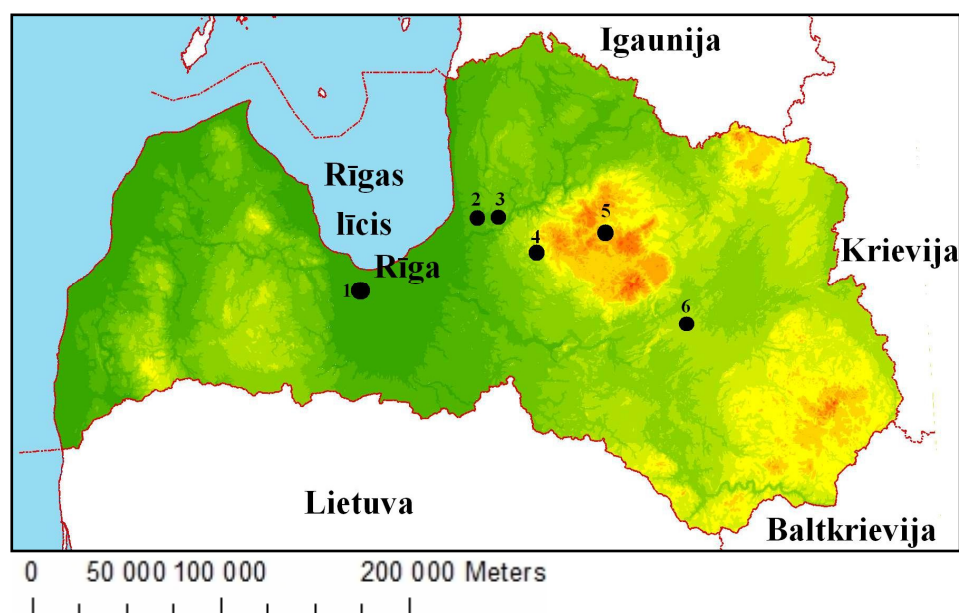 Igaunija
Rīgas
līcis
2 3
5
4
Krievija
Rīga
1
6
Lietuva
Baltkrievija
0 50 000 100 000 200 000 Meters